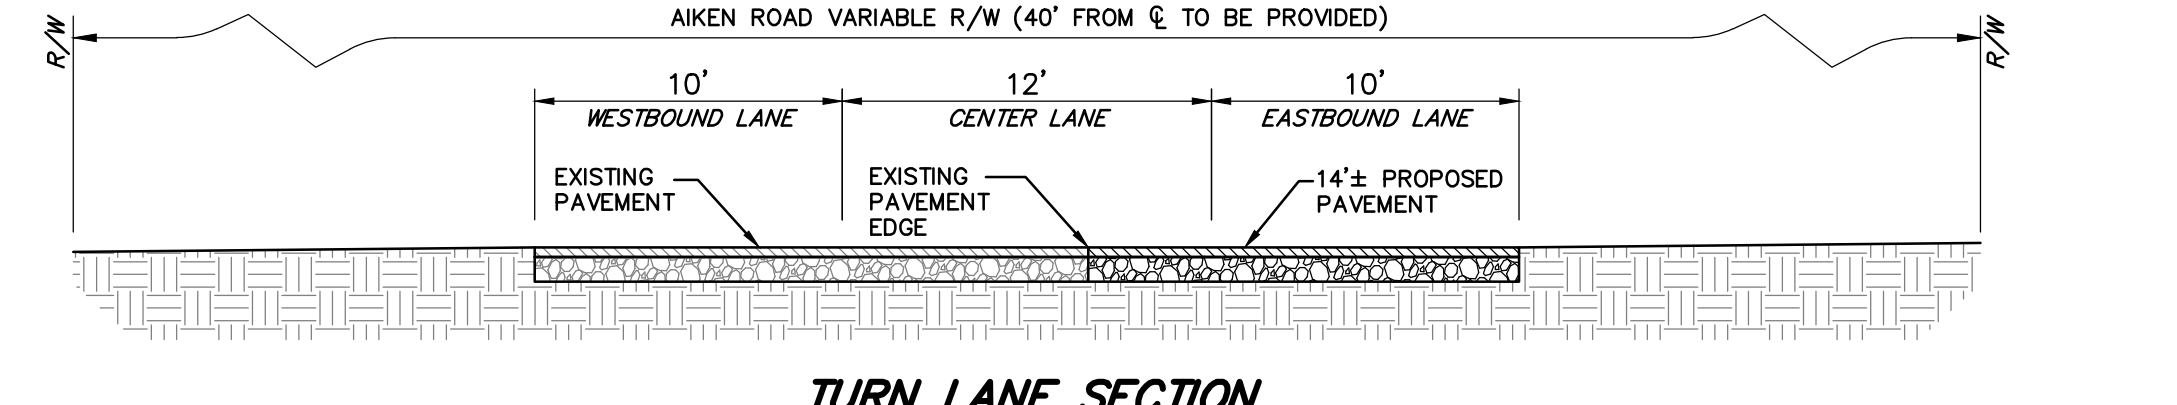 AIKEN ROAD VARIABLE R/W (40' FROM ℄ TO BE PROVIDED)
R/W
R/W
10'
12'
10'
WESTBOUND LANE
CENTER LANE
EASTBOUND LANE
EXISTING
PAVEMENT
EXISTING
PAVEMENT
EDGE
14'± PROPOSED
PAVEMENT
TURN LANE SECTION